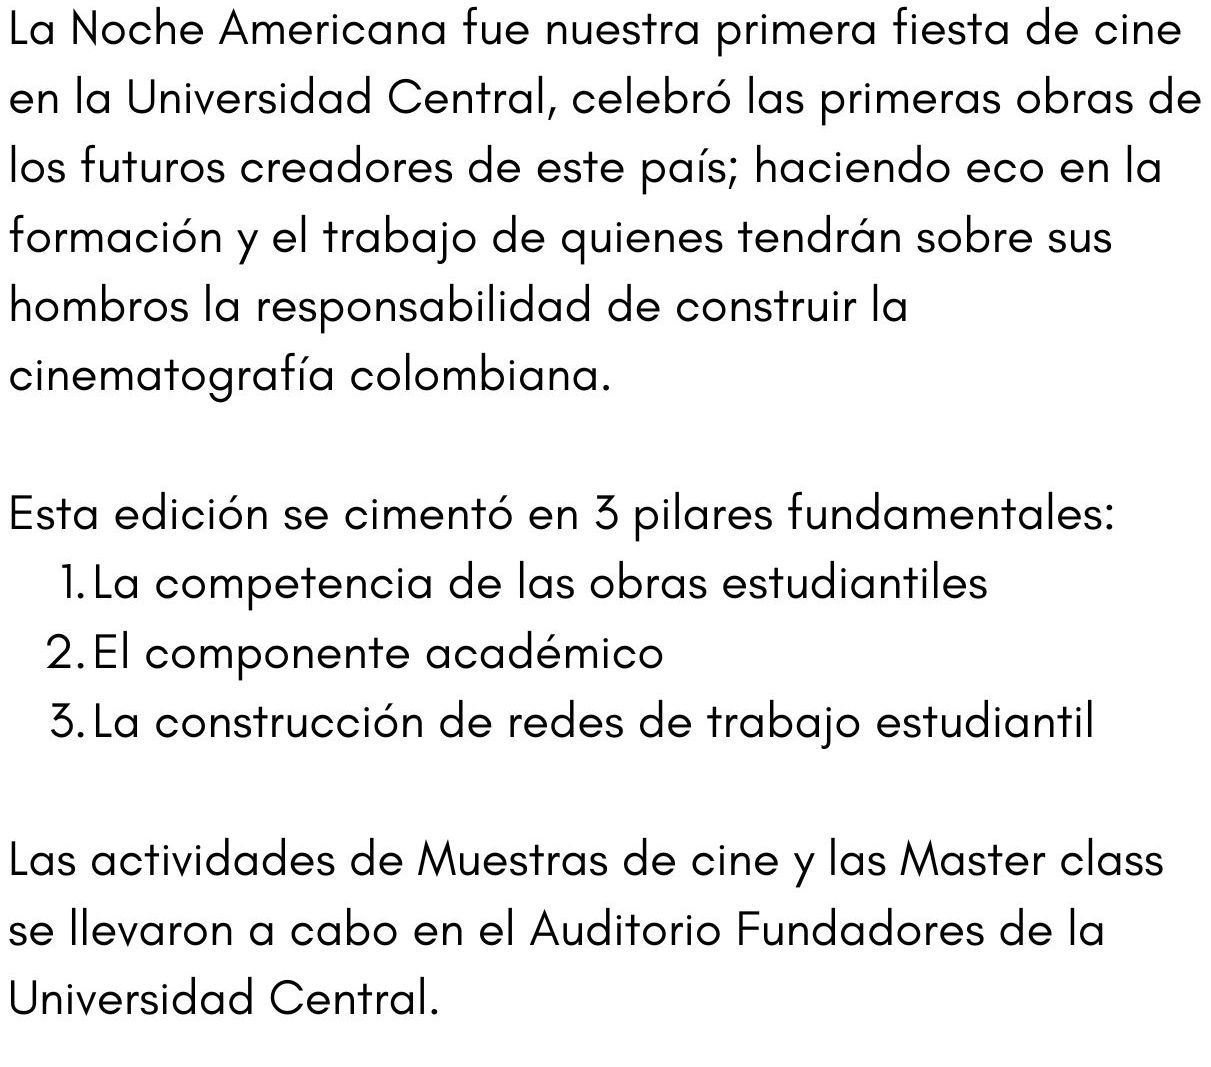 La Noche Americana fue nuestra primera fiesta de cine
en la Universidad Central, celebró las primeras obras de
los futuros creadores de este país; haciendo eco en la
formación y el trabajo de quienes tendrán sobre sus
hombros la responsabilidad de construir la
cinematografía colombiana.
Esta edición se cimentó en 3 pilares fundamentales:
1. La competencia de las obras estudiantiles
2. El componente académico
3. La construcción de redes de trabajo estudiantil
Las actividades de Muestras de cine y las Master class
se llevaron a cabo en el Auditorio Fundadores de la
Universidad Central.